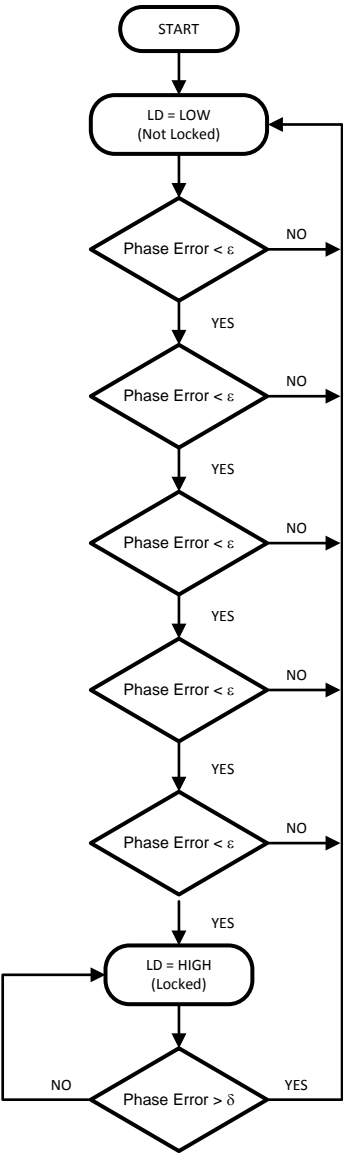 START
LD = LOW
(Not Locked)
Phase Error < ε
NO
YES
Phase Error < ε
NO
YES
Phase Error < ε
NO
YES
Phase Error < ε
NO
YES
Phase Error < ε
NO
YES
LD = HIGH
(Locked)
NO
Phase Error > δ
YES